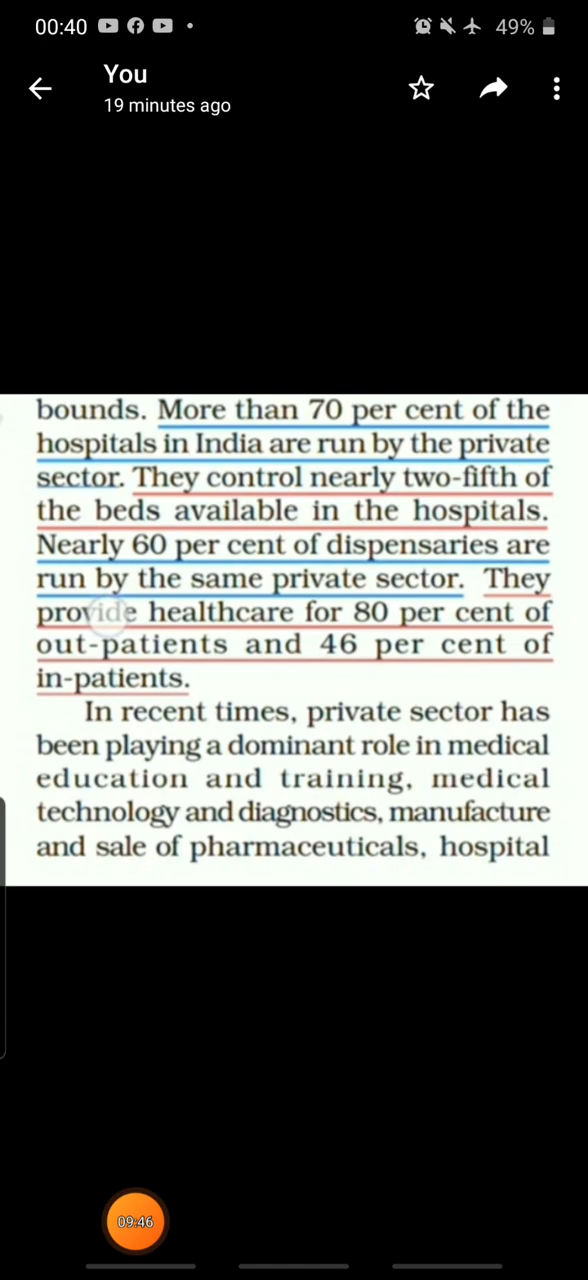 00:40
49%
You
19 minutes ago
bounds. More than 70 per cent of the
hospitals in India are run by the private
sector. They control nearly two-fifth of
the beds available in the hospitals.
Nearly 60 per cent of dispensaries are
run by the same private sector. They
provide healthcare for 80 per cent of
out-patients and 46 per cent of
in-patients.
In recent times, private sector has
been playing a dominant role in medical
education and training, medical
technology and diagnostics, manufacture
and sale of pharmaceuticals, hospital
09:46